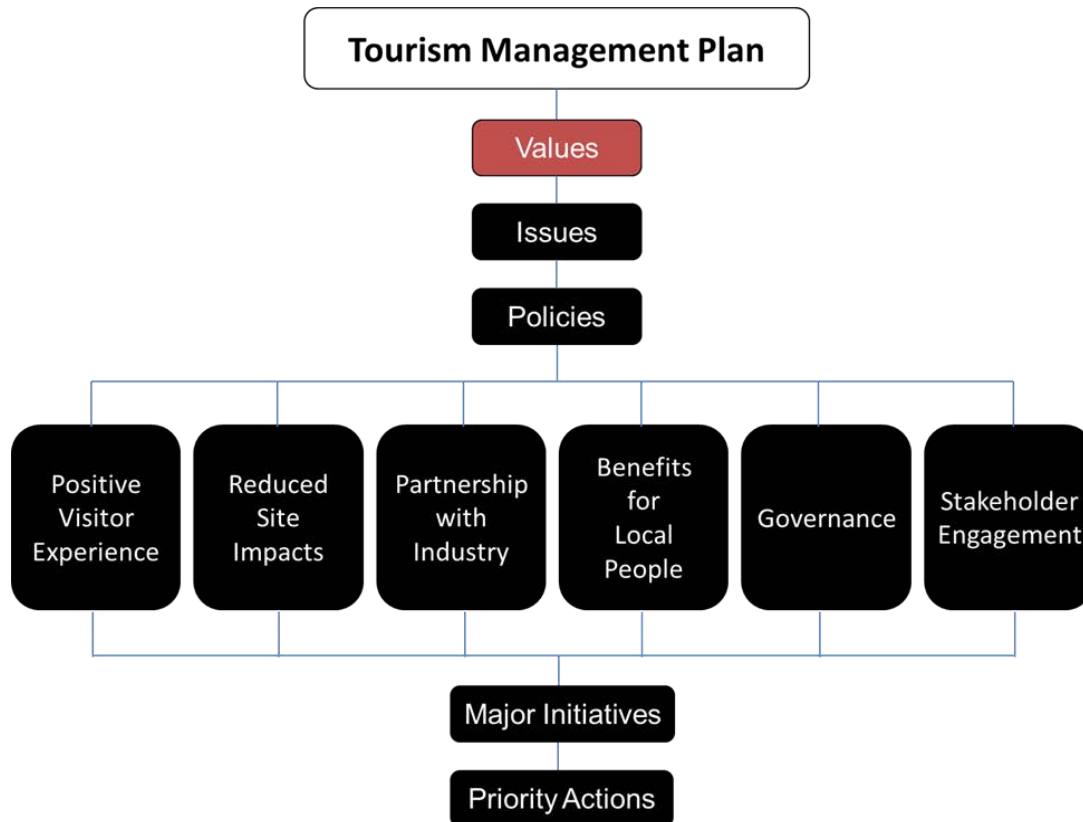 Tourism Management Plan
Values
Issues
Policies
Positive
Visitor
Experience
Reduced
Site
Impacts
Partnership
with
Industry
Benefits
for
Local
People
Governance
Stakeholder
Engagement
Major Initiatives
Priority Actions